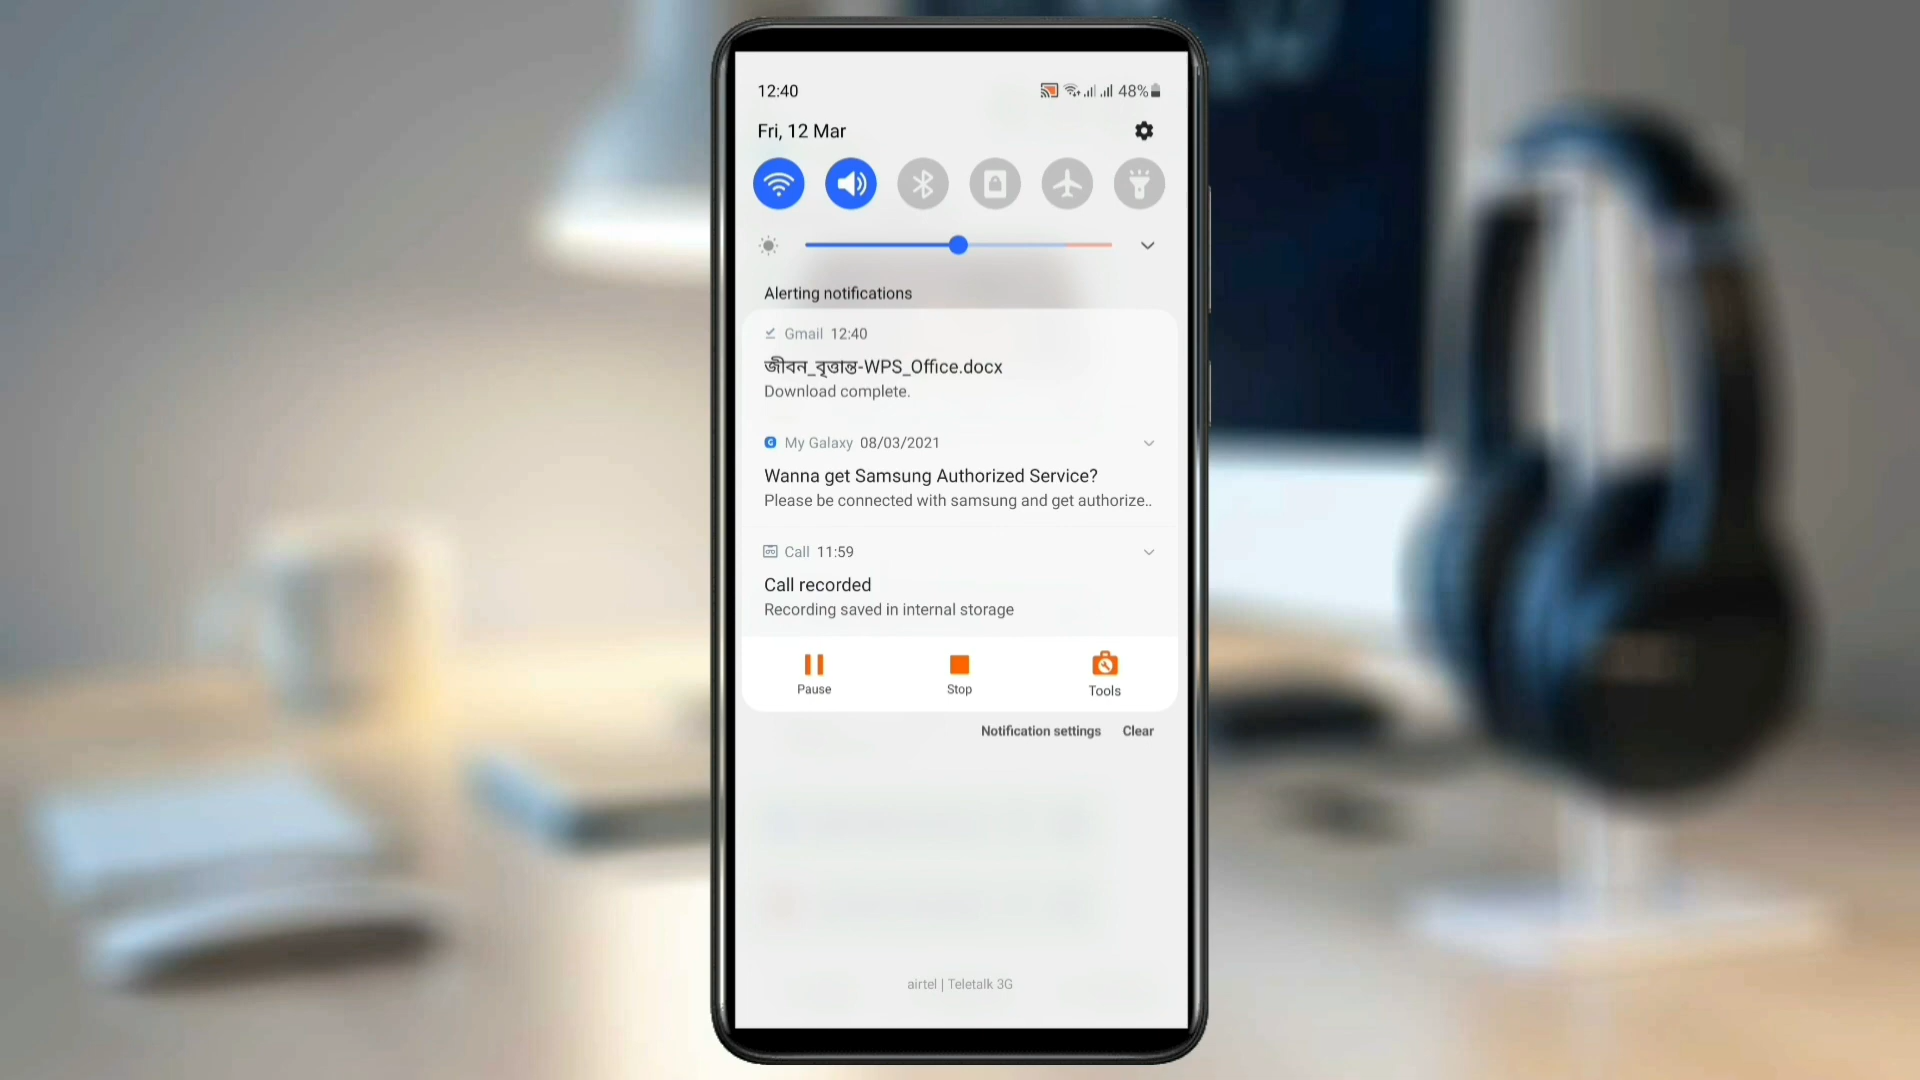 12:40
48%
Fri, 12 Mar
Alerting notifications
Gmail 12:40
জীবন_বৃত্তান্ত-WPS_Office.docx
Download complete.
My Galaxy 08/03/2021
Wanna get Samsung Authorized Service?
Please be connected with samsung and get authorize..
Call 11:59
Call recorded
Recording saved in internal storage
Pause
Stop
Tools
Notification settings
Clear
airtel | Teletalk 3G